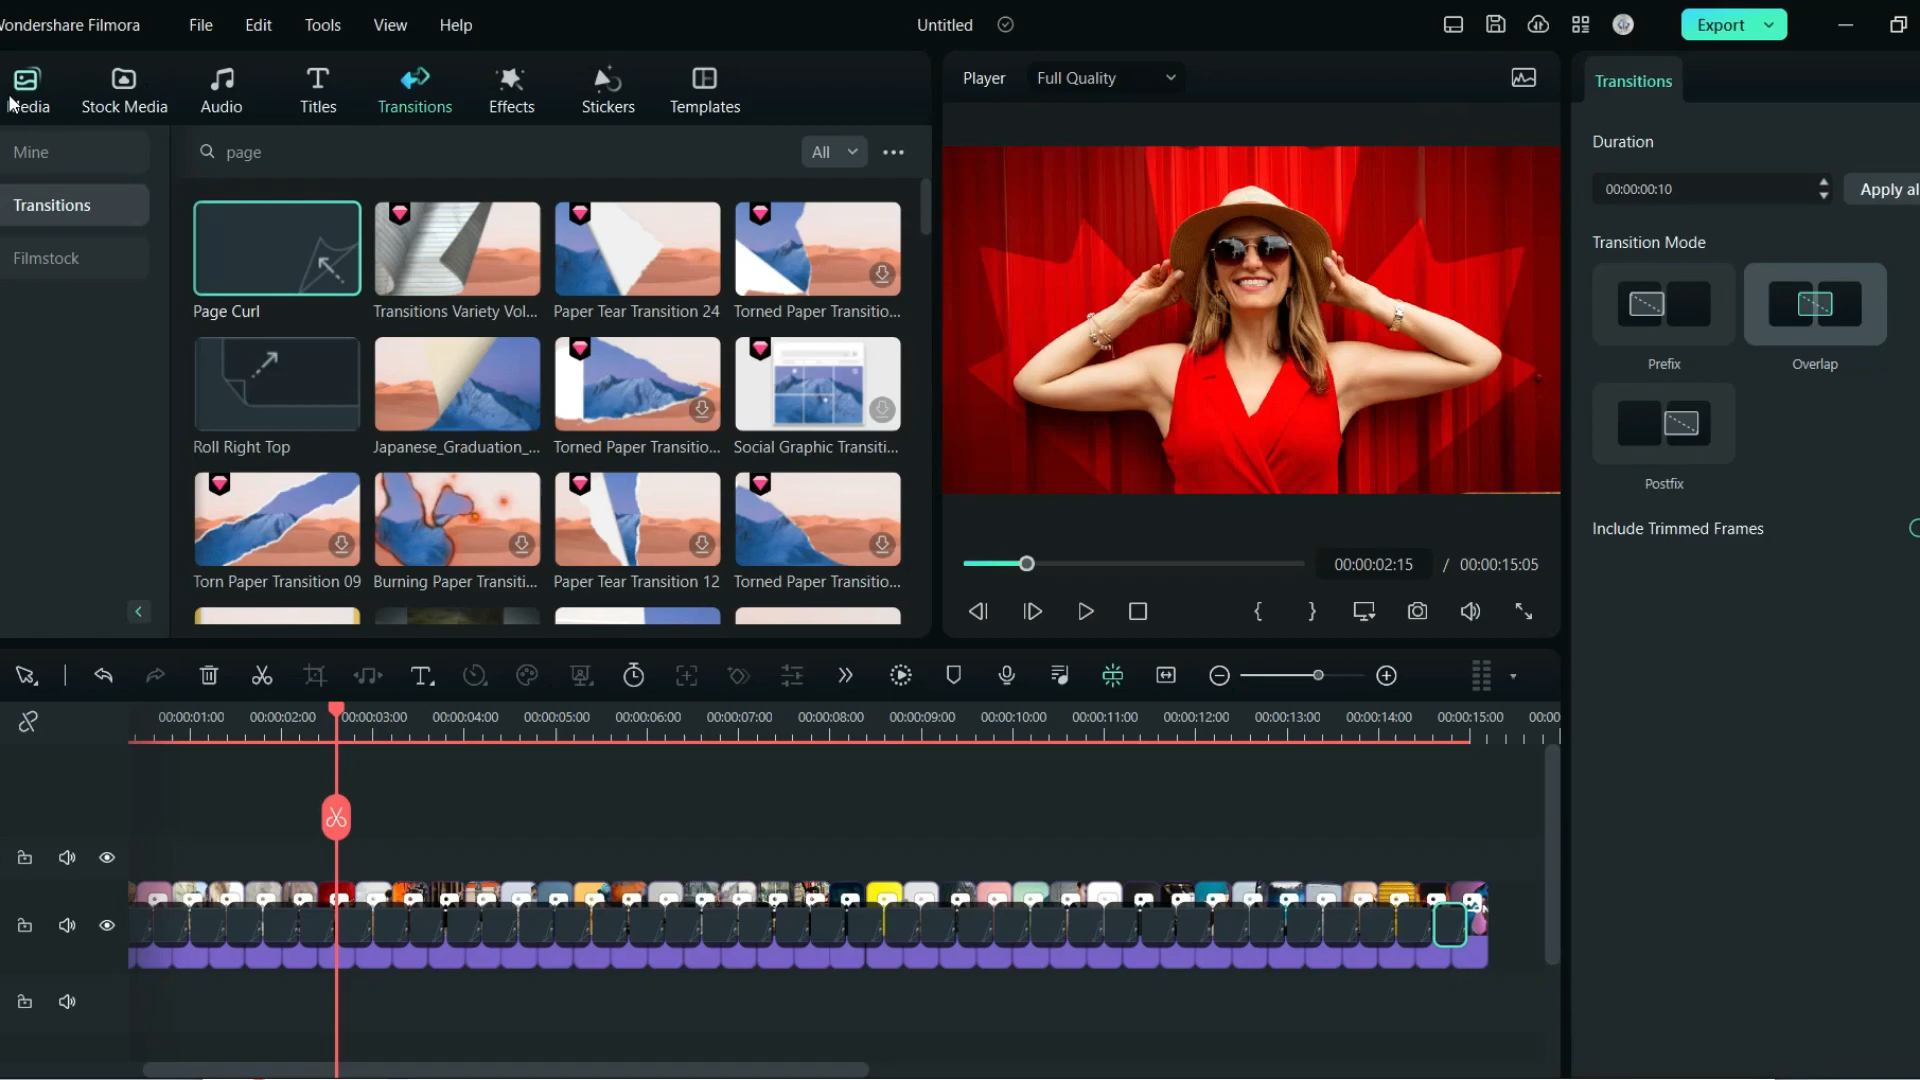 Wondershare Filmora
File
Edit
Tools
View
Help
Untitled
Export
Media
Stock Media
Audio
Titles
Transitions
Effects
Stickers
Templates
Player
Full Quality
Transitions
Mine
Transitions
Filmstock
page
All
Page Curl
Transitions Variety Vol...
Paper Tear Transition 24
Torned Paper Transitio...
Roll Right Top
Japanese_Graduation_...
Torned Paper Transitio...
Social Graphic Transiti...
Torn Paper Transition 09
Burning Paper Transiti...
Paper Tear Transition 12
Torned Paper Transitio...
00:00:02:15 / 00:00:15:05
Duration
00:00:00:10
Apply al
Transition Mode
Prefix
Overlap
Postfix
Include Trimmed Frames
00:00:01:00 00:00:02:00 00:00:03:00 00:00:04:00 00:00:05:00 00:00:06:00 00:00:07:00 00:00:08:00 00:00:09:00 00:00:10:00 00:00:11:00 00:00:12:00 00:00:13:00 00:00:14:00 00:00:15:00 00:00